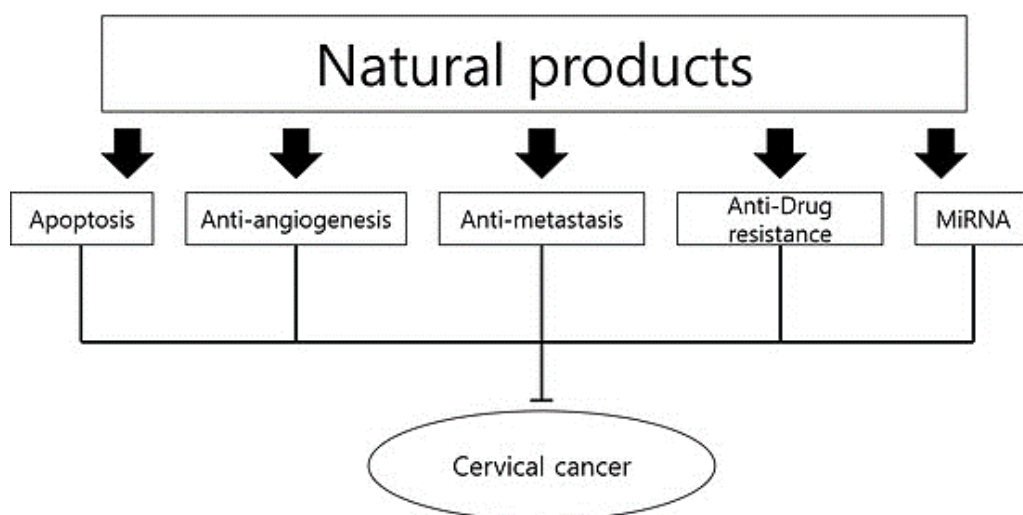 Natural products
Apoptosis
Anti-angiogenesis
Anti-metastasis
Anti-Drug
resistance
MiRNA
Cervical cancer